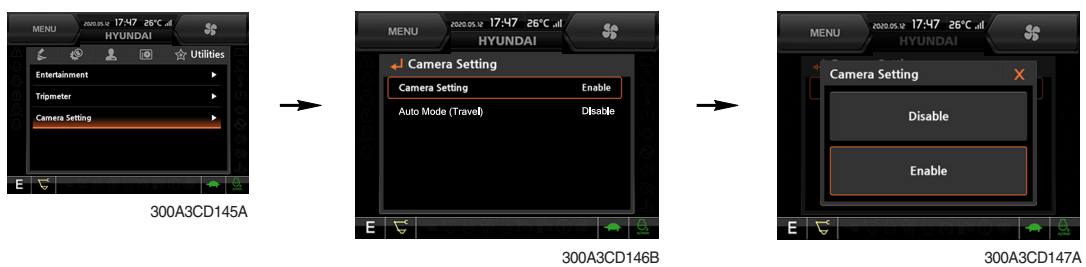 MENU
2020.05.12 17:47 26°C
HYUNDAI
Utilities
Entertainment
Tripmeter
Camera Setting
E
300A3CD145A
MENU
2020.05.12 17:47 26°C
HYUNDAI
Camera Setting
Camera Setting Enable
Auto Mode (Travel) Disable
E
300A3CD146B
MENU
2020.05.12 17:47 26°C
HYUNDAI
Camera Setting X
Disable
Enable
E
300A3CD147A